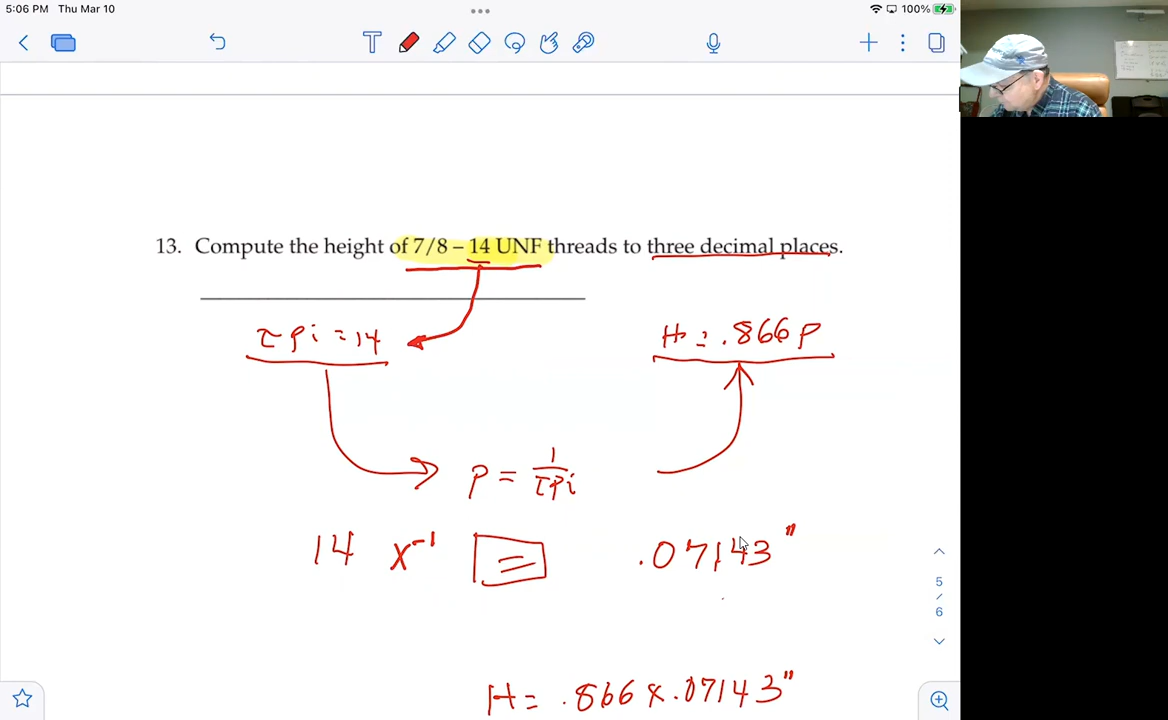 5:06 PM Thu Mar 10
100%
13. Compute the height of 7/8 – 14 UNF threads to three decimal places.
TPi = 14
H = .866 P
P = 1/TPi
14 x⁻¹ = .07143"
5
/
6
H = .866 x .07143"